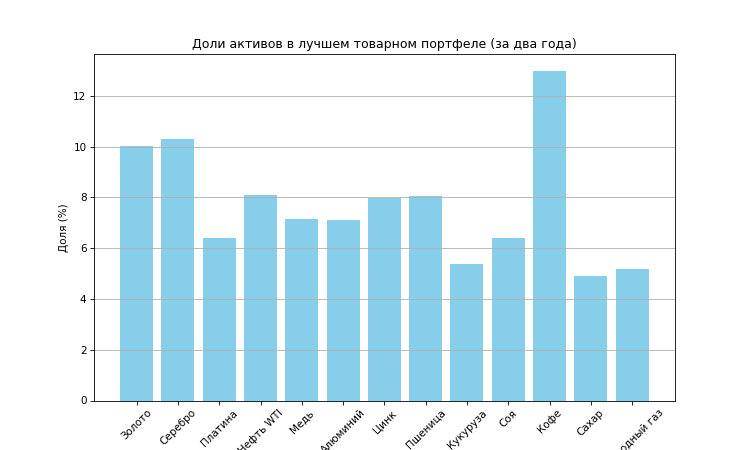 Доли активов в лучшем товарном портфеле (за два года)
Доля (%)
12
10
8
6
4
2
0
Золото
Серебро
Платина
Нефть WTI
Медь
Алюминий
Цинк
Пшеница
Кукуруза
Соя
Кофе
Сахар
одный газ